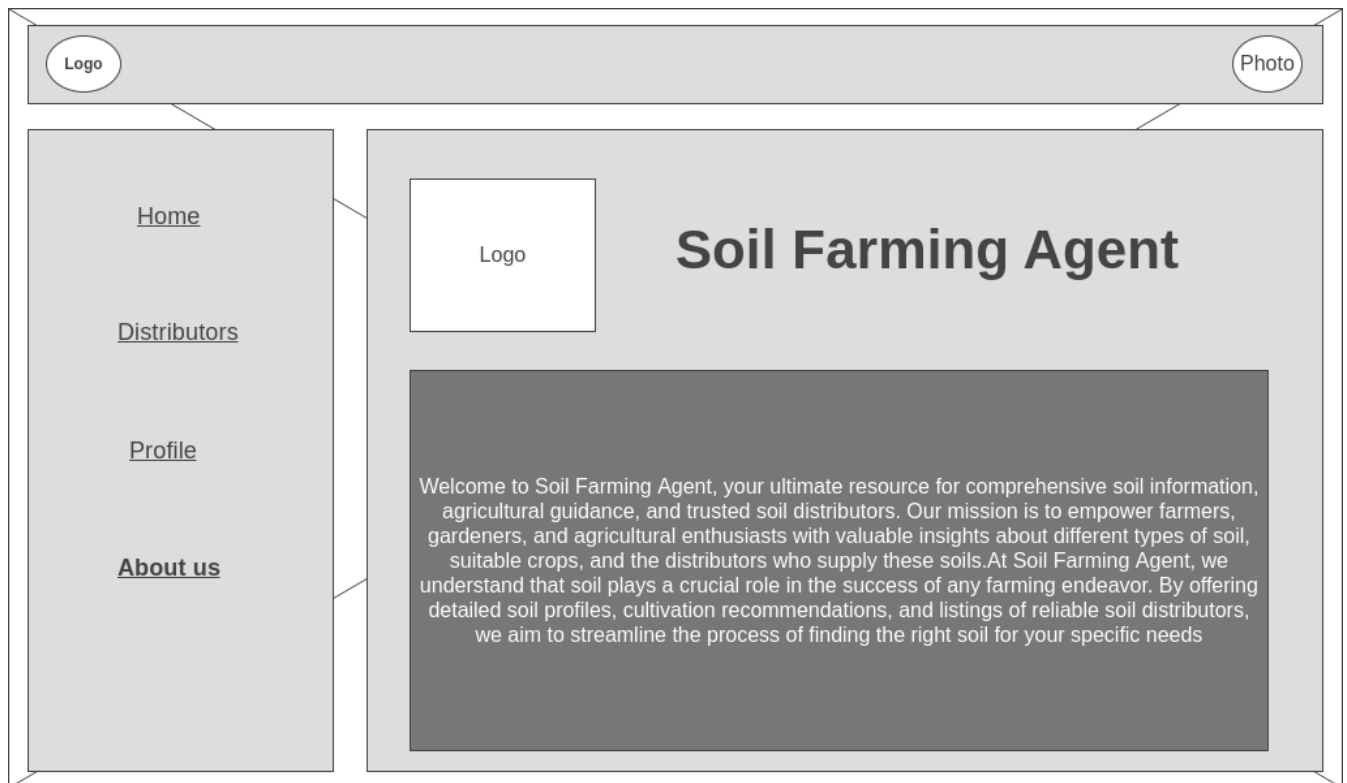 Logo
Photo
Home
Distributors
Profile
About us
Logo
Soil Farming Agent
Welcome to Soil Farming Agent, your ultimate resource for comprehensive soil information,
agricultural guidance, and trusted soil distributors. Our mission is to empower farmers,
gardeners, and agricultural enthusiasts with valuable insights about different types of soil,
suitable crops, and the distributors who supply these soils.At Soil Farming Agent, we
understand that soil plays a crucial role in the success of any farming endeavor. By offering
detailed soil profiles, cultivation recommendations, and listings of reliable soil distributors,
we aim to streamline the process of finding the right soil for your specific needs